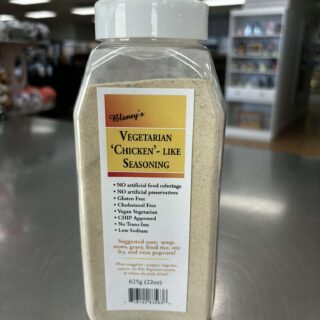 Blaney's
VEGETARIAN
'CHICKEN'- LIKE
SEASONING
• NO artificial food colorings
• NO artificial preservatives
• Gluten Free
• Cholesterol Free
• Vegan Vegetarian
• CHIP Approved
• No Trans fats
• Low Sodium
Suggested uses: soup,
stews, gravy, fried rice, stir
fry, and even popcorn!
625g (22oz)